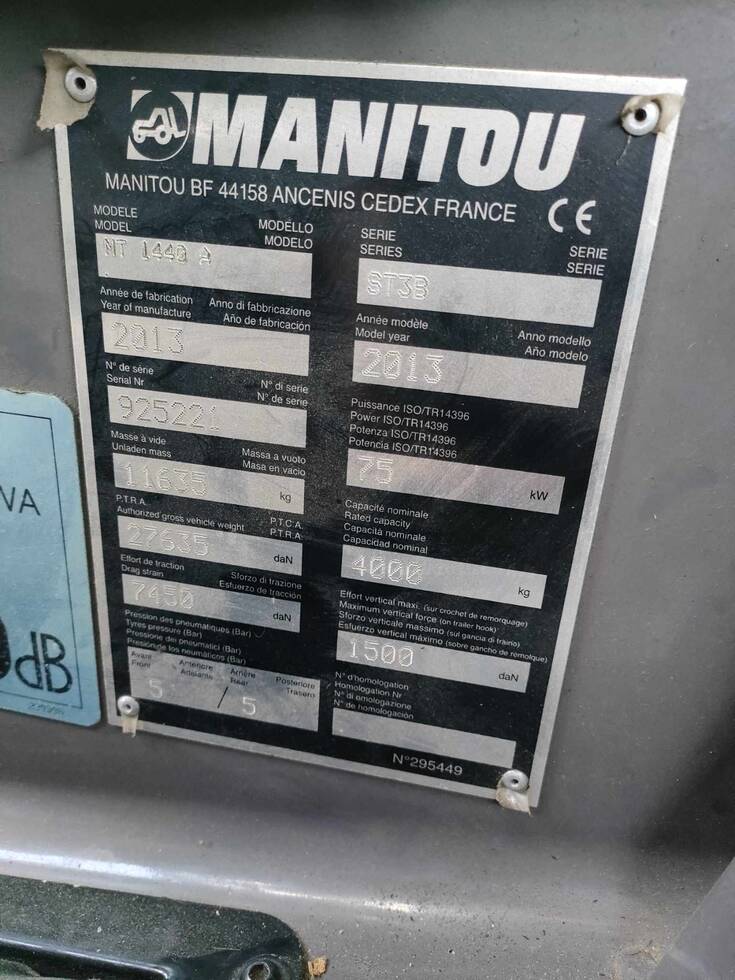 MANITOU
MANITOU BF 44158 ANCENIS CEDEX FRANCE CE
MODELE MODÉLLO
MODEL MODELO
MT 1440 A
SERIE SERIE
SERIES SERIE
ST3B
Année de fabrication Anno di fabbricazione
Year of manufacture Año de fabricación
2013
Année modèle Anno modello
Model year Año modelo
2013
N° de série N° di serie
Serial Nr N° de serie
925221
Puissance ISO/TR14396
Power ISO/TR14396
Potenza ISO/TR14396
Potencia ISO/TR14396
75 kW
Masse à vide Massa a vuoto
Unladen mass Masa en vacio
11635 kg
Capacité nominale
Rated capacity
Capacità nominale
Capacidad nominal
4000 kg
P.T.R.A. P.T.C.A.
Authorized gross vehicle weight P.T.R.A.
27635 daN
Effort vertical maxi. (sur crochet de remorquage)
Maximum vertical force (on trailer hook)
Sforzo verticale massimo (sul gancia di traino)
Esfuerzo vertical máximo (sobre gancho de remolque)
1500 daN
Effort de traction Sforzo di trazione
Drag strain Esfuerzo de tracción
7450 daN
N° d'homologation
Homologation Nr
N° di emologazione
N° de homologación
Pression des pneumatiques (Bar)
Tyres pressure (Bar)
Pressione dei pneumatici (Bar)
Presión de los neumáticos (Bar)
Avant Anteriore Arrière Posteriore
Front Adelante Rear Trasero
5 / 5
N°295449
VA
dB